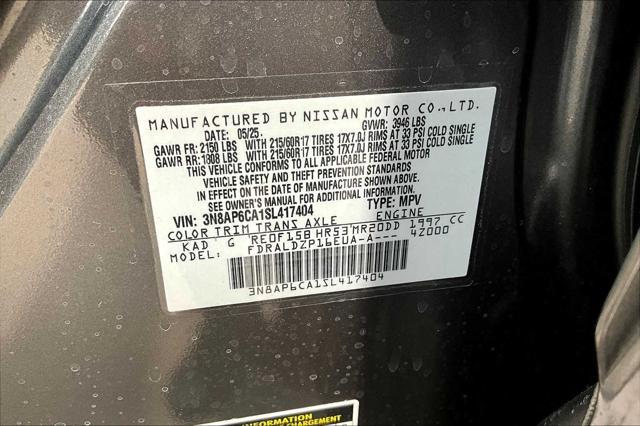 MANUFACTURED BY NISSAN MOTOR CO.,LTD.
DATE: 05/25 GVWR: 3946 LBS
GAWR FR: 2150 LBS WITH 215/60R17 TIRES 17X7.0J RIMS AT 33 PSI COLD SINGLE
GAWR RR: 1808 LBS WITH 215/60R17 TIRES 17X7.0J RIMS AT 33 PSI COLD SINGLE
THIS VEHICLE CONFORMS TO ALL APPLICABLE FEDERAL MOTOR
VEHICLE SAFETY AND THEFT PREVENTION STANDARDS
IN EFFECT ON THE DATE OF MANUFACTURE SHOWN ABOVE.
SEE OWNER'S MANUAL FOR ADDITIONAL INFORMATION.
VIN: 3N8AP6CA1SL417404 TYPE: MPV
COLOR TRIM TRANS AXLE ENGINE
KAD G RE0F15B HR53 MR20DD 1997 CC
MODEL: FDRALDZP16EUA-A--- 42000
3N8AP6CA1SL417404
INFORMATION
CHARGEMENT